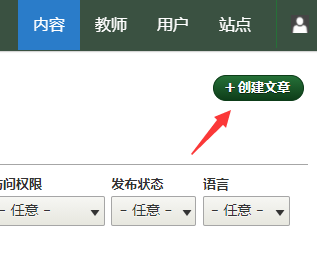 内容 教师 用户 站点
+ 创建文章
访问权限 发布状态 语言
- 任意 - - 任意 - - 任意 -